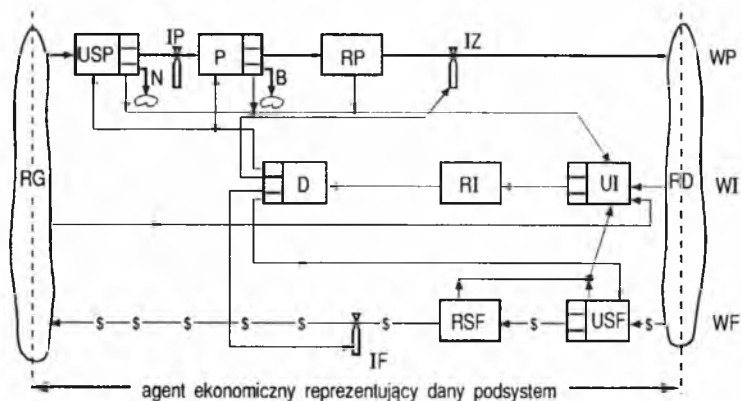 IP IZ
USP P RP WP
N B
RG D RI UI RD WI
RSF USF
S S S S S S S S WF
IF
agent ekonomiczny reprezentujący dany podsystem